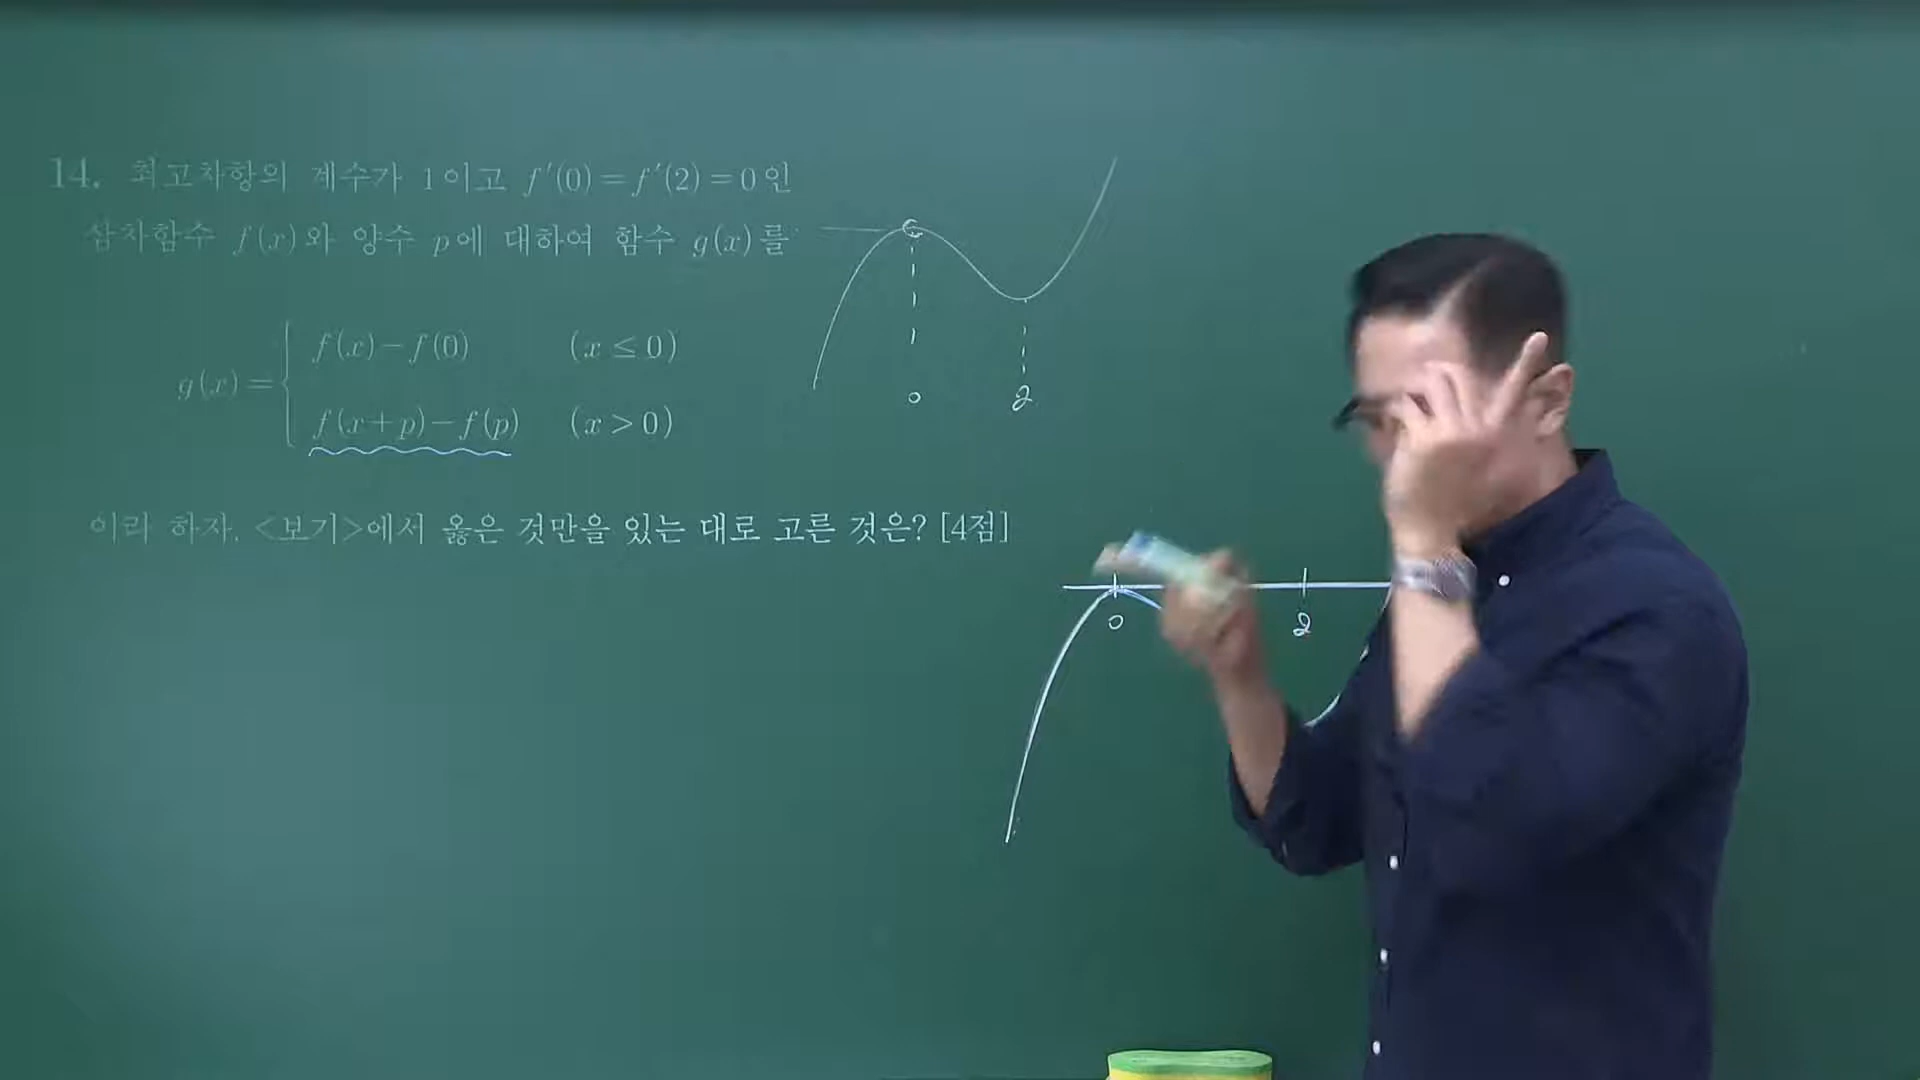 14. 최고차항의 계수가 1이고 f′(0)=f′(2)=0인
삼차함수 f(x)와 양수 p에 대하여 함수 g(x)를
g(x)={ f(x)−f(0) (x≤0)
f(x+p)−f(p) (x>0)
이라 하자. <보기>에서 옳은 것만을 있는 대로 고른 것은? [4점]
0 2
0 2